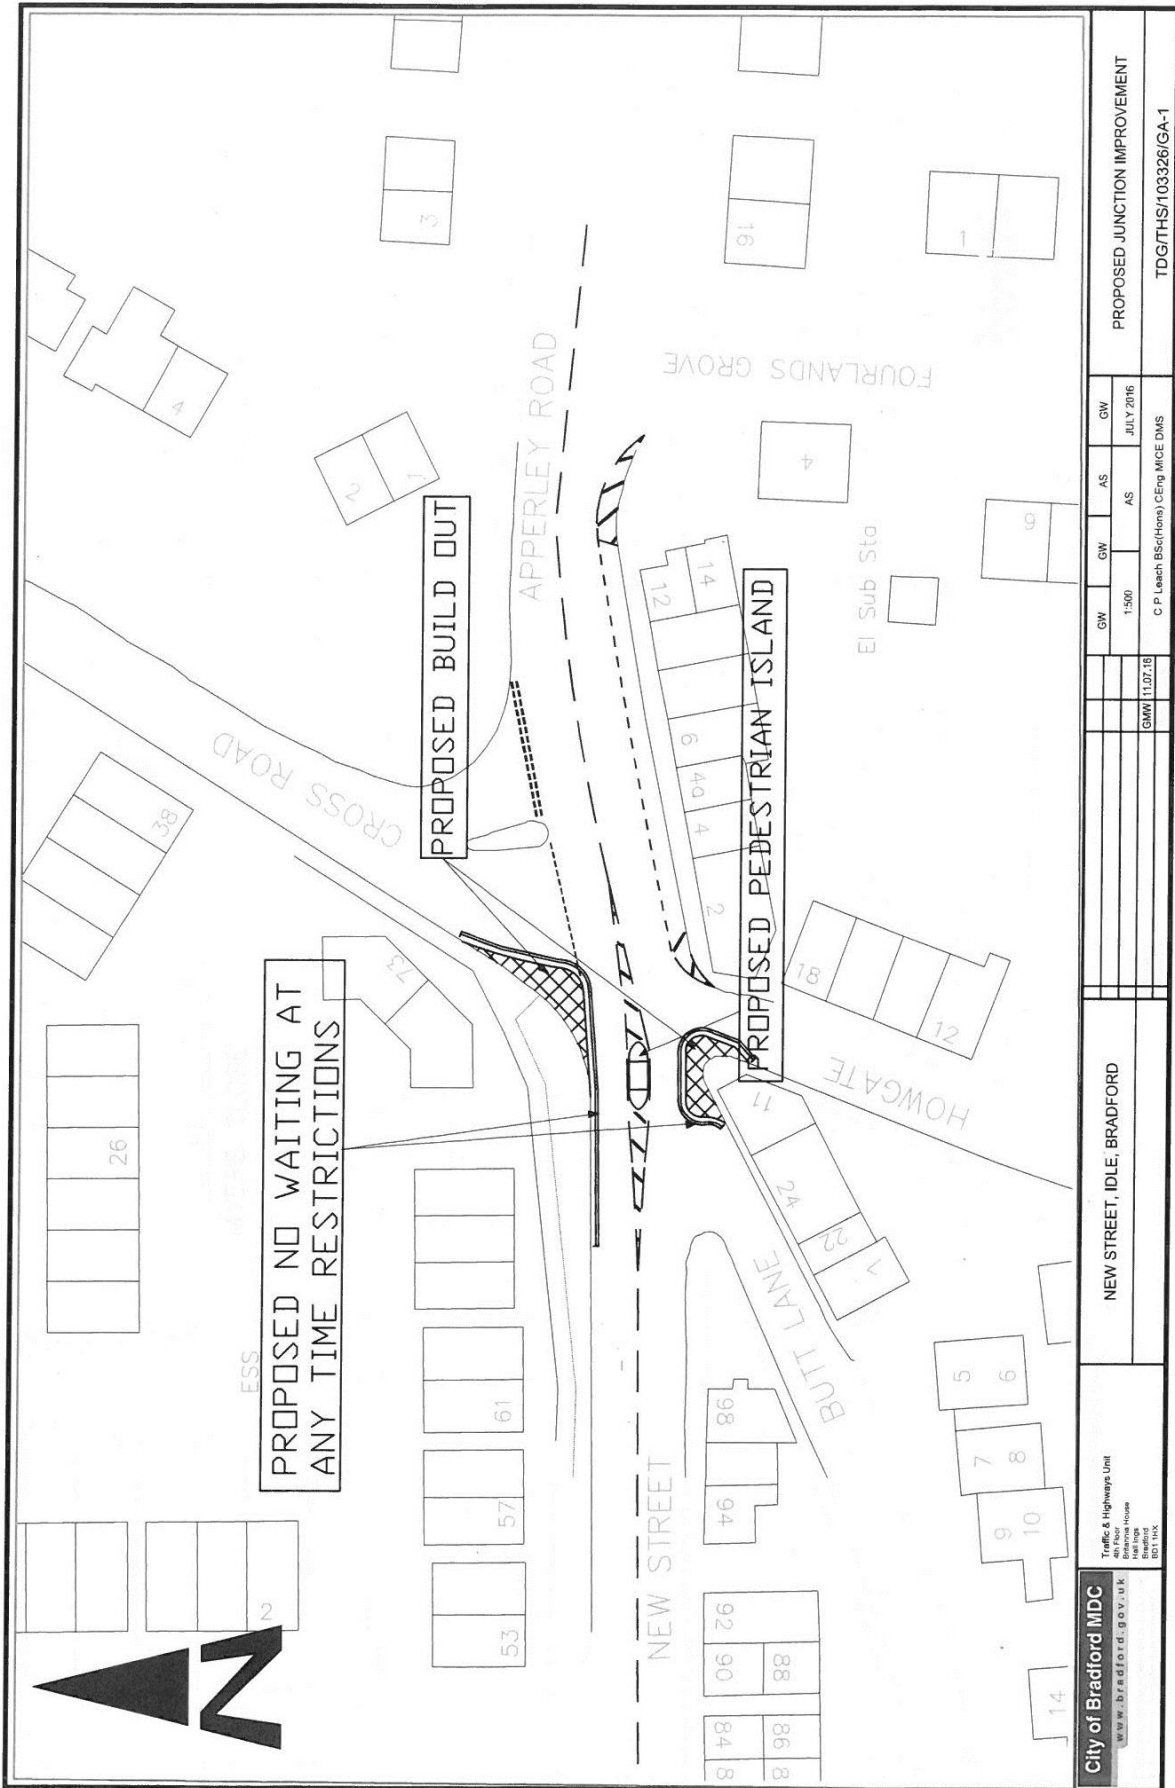 PROPOSED NO WAITING AT
ANY TIME RESTRICTIONS
PROPOSED BUILD OUT
PROPOSED PEDESTRIAN ISLAND
CROSS ROAD
APPERLEY ROAD
FOURLANDS GROVE
HOWGATE
BUTT LANE
NEW STREET
El Sub Sta
ESS
N
2
26
38
73
4
2
1
3
53
57
61
16
1
4
9
12
14
6
4a
4
2
18
12
11
24
22
1
98
94
92
90
88
84
86
8
8
5
6
7
8
9
10
14
City of Bradford MDC
www.bradford.gov.uk
Traffic & Highways Unit
4th Floor
Britannia House
Hall Ings
Bradford
BD1 1HX
NEW STREET, IDLE, BRADFORD
GMW 11.07.16
GW GW AS GW
1:500 AS JULY 2016
C P Leach BSc(Hons) CEng MICE DMS
PROPOSED JUNCTION IMPROVEMENT
TDG/THS/103326/GA-1